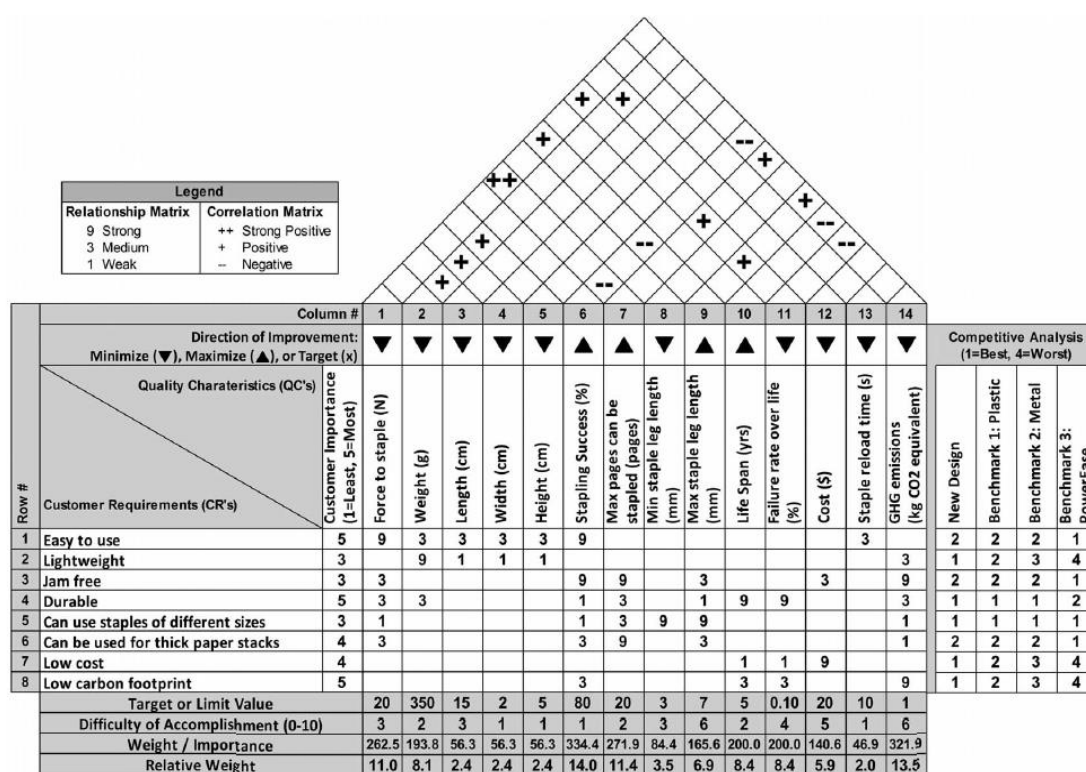 + +
+ --
+
+
++ +
+ --
+ -- --
+ +
+ --
Legend
Relationship Matrix Correlation Matrix
9 Strong ++ Strong Positive
3 Medium + Positive
1 Weak -- Negative
Column # 1 2 3 4 5 6 7 8 9 10 11 12 13 14
Direction of Improvement:
Minimize (▼), Maximize (▲), or Target (x) ▼ ▼ ▼ ▼ ▼ ▲ ▲ ▼ ▲ ▲ ▼ ▼ ▼ ▼
Competitive Analysis
(1=Best, 4=Worst)
Row #
Quality Charateristics (QC's)
Customer Requirements (CR's)
Customer Importance
(1=Least, 5=Most)
Force to staple (N)
Weight (g)
Length (cm)
Width (cm)
Height (cm)
Stapling Success (%)
Max pages can be
stapled (pages)
Min staple leg length
(mm)
Max staple leg length
(mm)
Life Span (yrs)
Failure rate over life
(%)
Cost ($)
Staple reload time (s)
GHG emissions
(kg CO2 equivalent)
New Design
Benchmark 1: Plastic
Benchmark 2: Metal
Benchmark 3:
1 Easy to use 5 9 3 3 3 3 9 3 2 2 2 1
2 Lightweight 3 9 1 1 1 3 1 2 3 4
3 Jam free 3 3 9 9 3 3 9 2 2 2 1
4 Durable 5 3 3 1 3 1 9 9 3 1 1 1 2
5 Can use staples of different sizes 3 1 1 3 9 9 1 1 1 1 1
6 Can be used for thick paper stacks 4 3 3 9 3 1 2 2 2 1
7 Low cost 4 1 1 9 1 2 3 4
8 Low carbon footprint 5 3 3 3 9 1 2 3 4
Target or Limit Value 20 350 15 2 5 80 20 3 7 5 0.10 20 10 1
Difficulty of Accomplishment (0-10) 3 2 3 1 1 1 2 3 6 2 4 5 1 6
Weight / Importance 262.5 193.8 56.3 56.3 56.3 334.4 271.9 84.4 165.6 200.0 200.0 140.6 46.9 321.9
Relative Weight 11.0 8.1 2.4 2.4 2.4 14.0 11.4 3.5 6.9 8.4 8.4 5.9 2.0 13.5